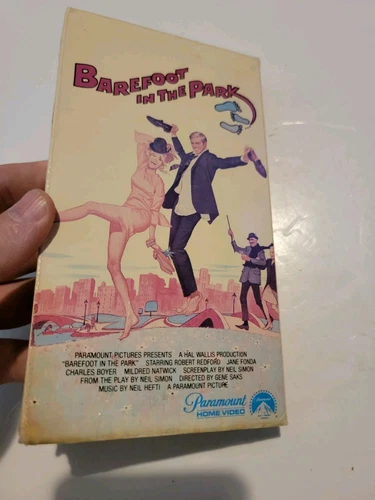 BAREFOOT
IN THE PARK
PARAMOUNT PICTURES PRESENTS A HAL WALLIS PRODUCTION
"BAREFOOT IN THE PARK" STARRING ROBERT REDFORD JANE FONDA
CHARLES BOYER MILDRED NATWICK SCREENPLAY BY NEIL SIMON
FROM THE PLAY BY NEIL SIMON DIRECTED BY GENE SAKS
MUSIC BY NEIL HEFTI A PARAMOUNT PICTURE
Paramount
HOME VIDEO
Paramount